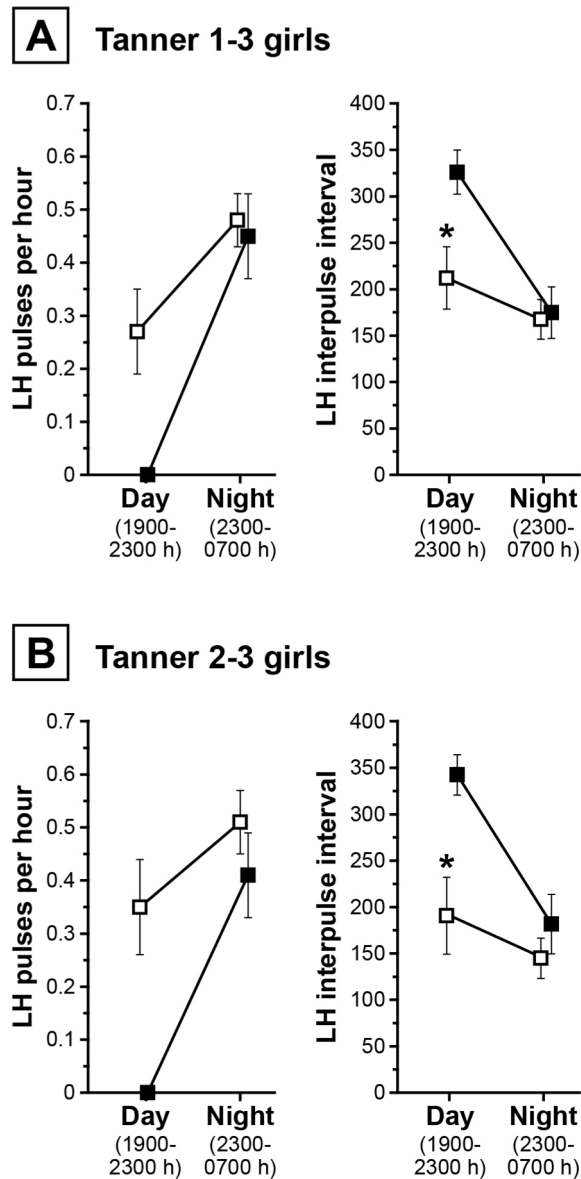 A Tanner 1-3 girls
LH pulses per hour
0.7
0.6
0.5
0.4
0.3
0.2
0.1
0
Day
(1900-
2300 h)
Night
(2300-
0700 h)
LH interpulse interval
400
350
300
250
200
150
100
50
0
*
Day
(1900-
2300 h)
Night
(2300-
0700 h)
B Tanner 2-3 girls
LH pulses per hour
0.7
0.6
0.5
0.4
0.3
0.2
0.1
0
Day
(1900-
2300 h)
Night
(2300-
0700 h)
LH interpulse interval
400
350
300
250
200
150
100
50
0
*
Day
(1900-
2300 h)
Night
(2300-
0700 h)